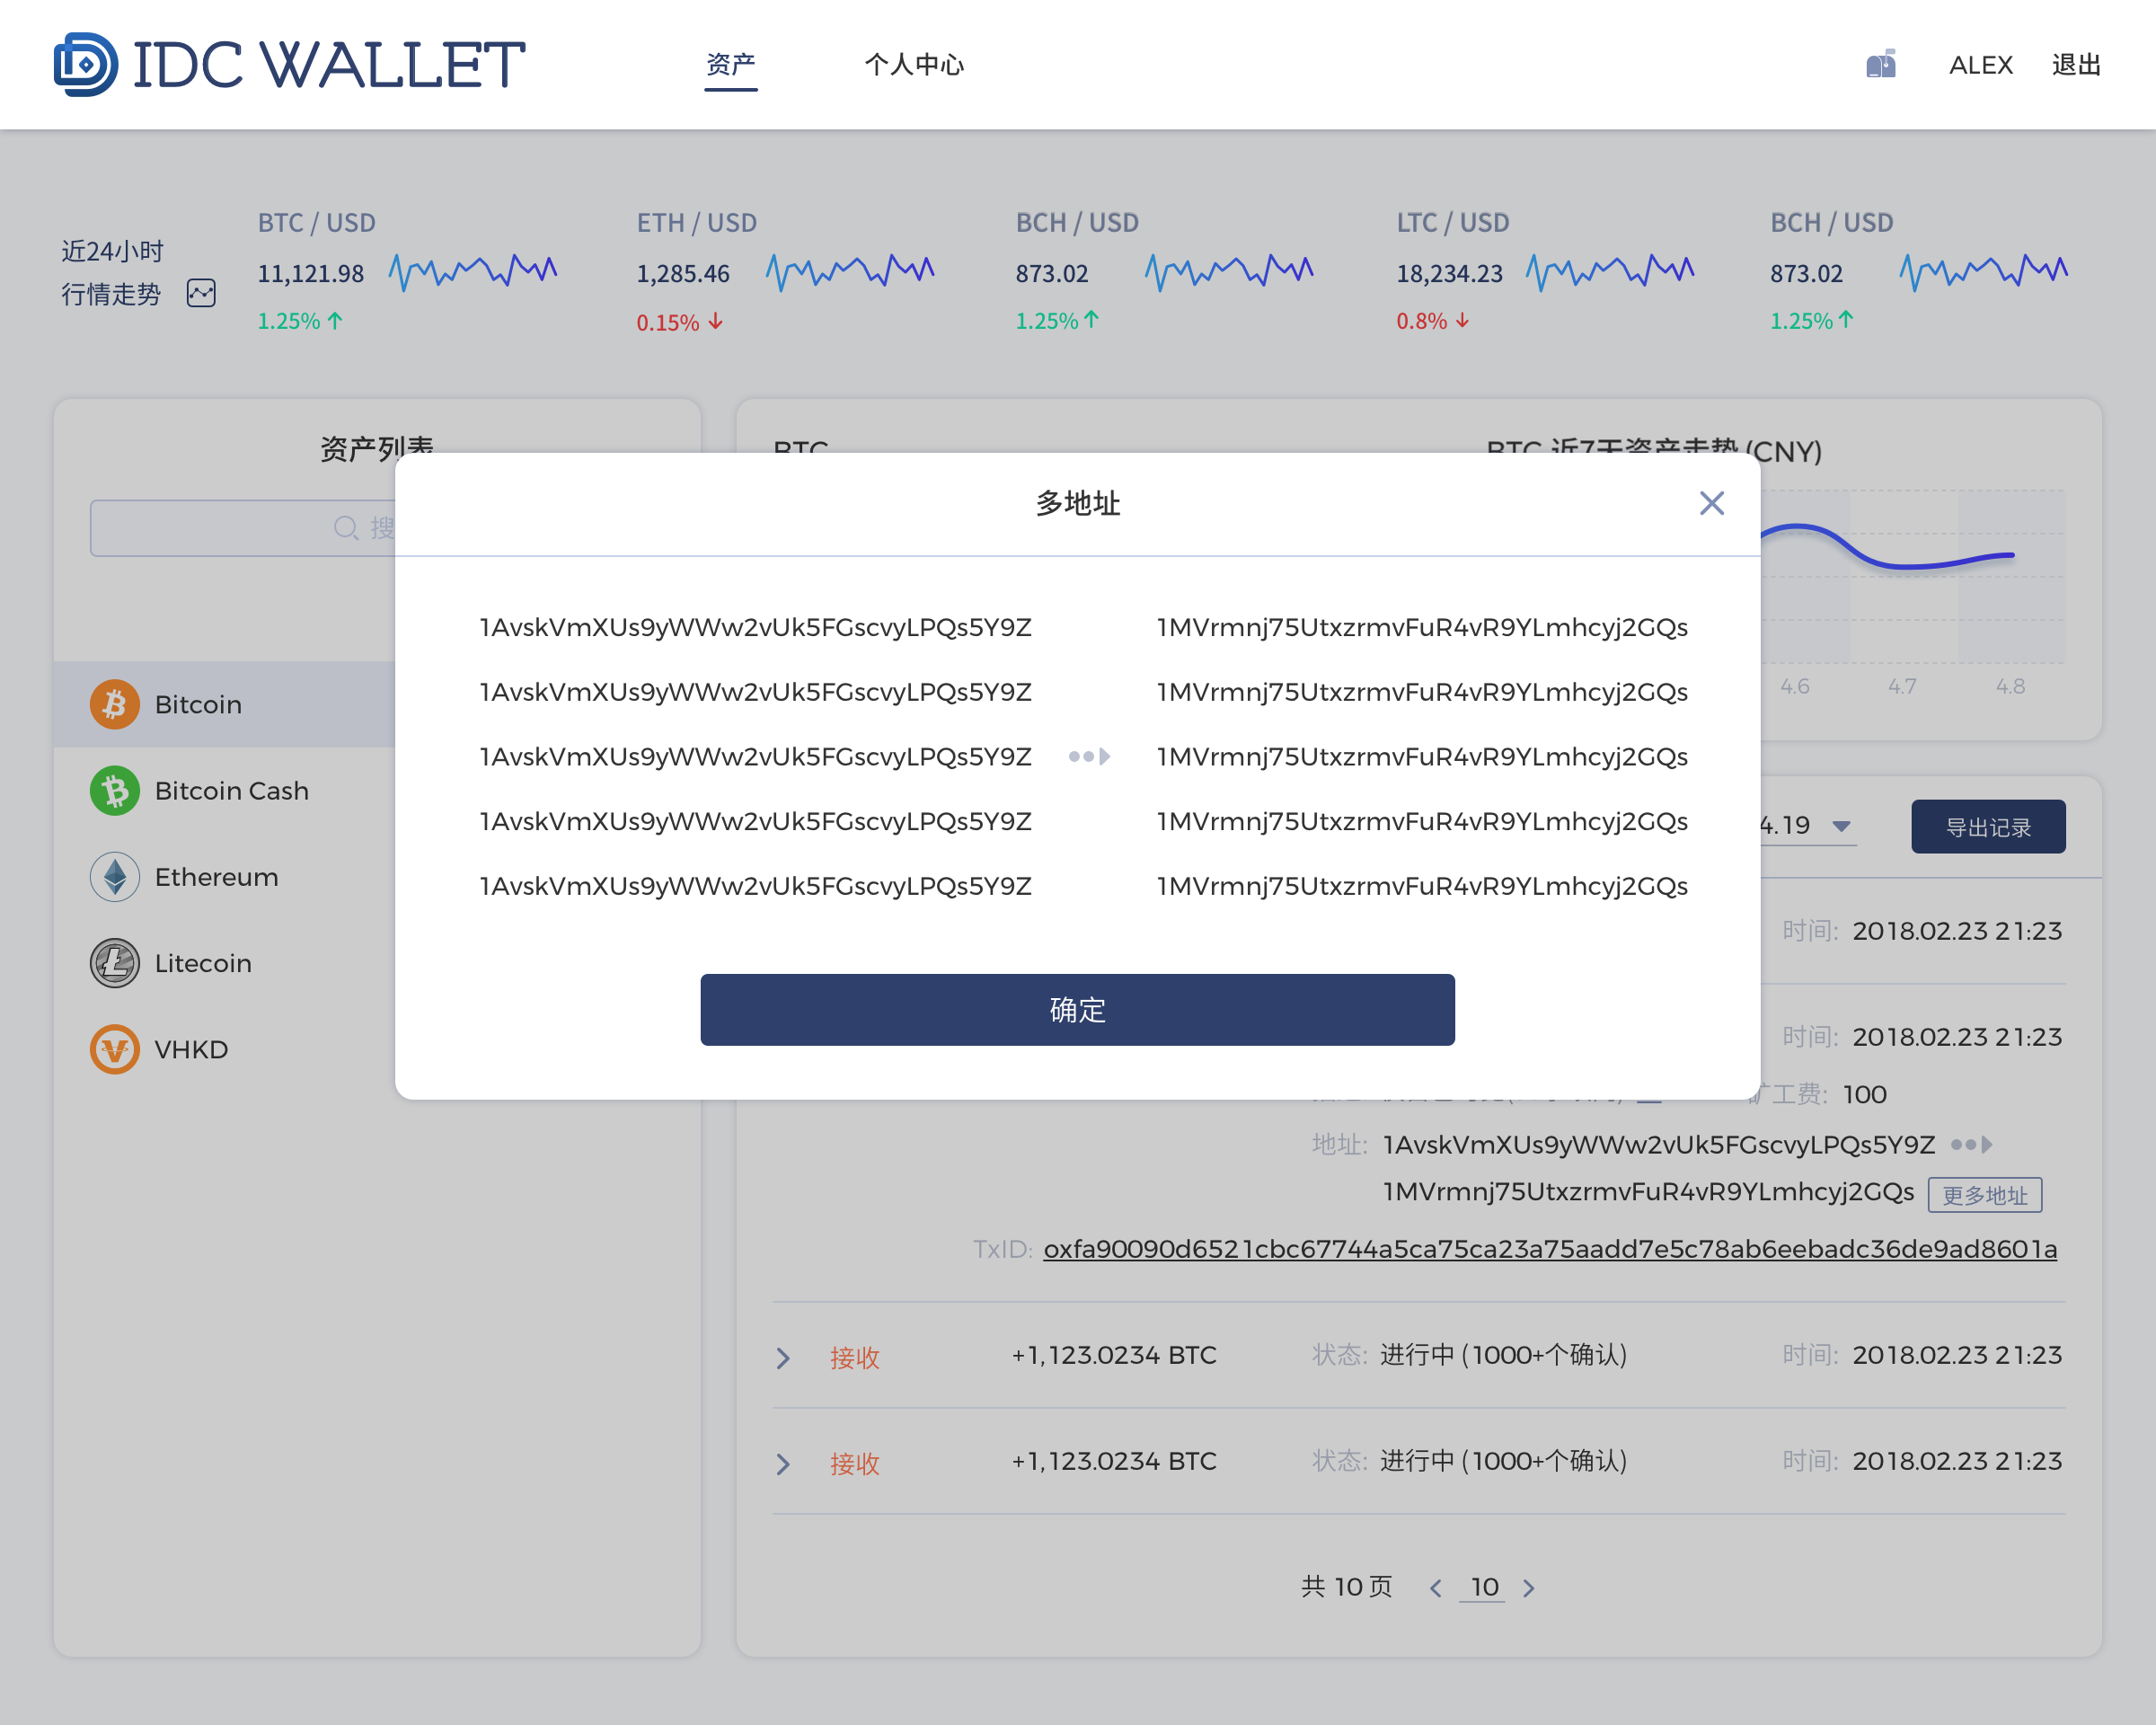 IDC WALLET
资产
个人中心
ALEX
退出
近24小时
行情走势
BTC / USD
11,121.98
1.25%
ETH / USD
1,285.46
0.15%
BCH / USD
873.02
1.25%
LTC / USD
18,234.23
0.8%
BCH / USD
873.02
1.25%
资产列表
搜
Bitcoin
Bitcoin Cash
Ethereum
Litecoin
VHKD
BTC
BTC 近7天资产走势 (CNY)
4.6
4.7
4.8
多地址
1AvskVmXUs9yWWw2vUk5FGscvyLPQs5Y9Z
1MVrmnj75UtxzrmvFuR4vR9YLmhcyj2GQs
1AvskVmXUs9yWWw2vUk5FGscvyLPQs5Y9Z
1MVrmnj75UtxzrmvFuR4vR9YLmhcyj2GQs
1AvskVmXUs9yWWw2vUk5FGscvyLPQs5Y9Z
1MVrmnj75UtxzrmvFuR4vR9YLmhcyj2GQs
1AvskVmXUs9yWWw2vUk5FGscvyLPQs5Y9Z
1MVrmnj75UtxzrmvFuR4vR9YLmhcyj2GQs
1AvskVmXUs9yWWw2vUk5FGscvyLPQs5Y9Z
1MVrmnj75UtxzrmvFuR4vR9YLmhcyj2GQs
确定
4.19
导出记录
时间: 2018.02.23 21:23
时间: 2018.02.23 21:23
矿工费: 100
地址: 1AvskVmXUs9yWWw2vUk5FGscvyLPQs5Y9Z
1MVrmnj75UtxzrmvFuR4vR9YLmhcyj2GQs
更多地址
TxID: oxfa90090d6521cbc67744a5ca75ca23a75aadd7e5c78ab6eebadc36de9ad8601a
接收 +1,123.0234 BTC 状态: 进行中 (1000+个确认) 时间: 2018.02.23 21:23
接收 +1,123.0234 BTC 状态: 进行中 (1000+个确认) 时间: 2018.02.23 21:23
共 10 页 10